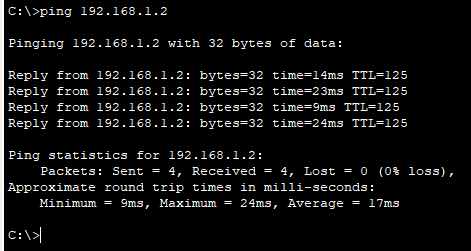 C:\>ping 192.168.1.2
Pinging 192.168.1.2 with 32 bytes of data:
Reply from 192.168.1.2: bytes=32 time=14ms TTL=125
Reply from 192.168.1.2: bytes=32 time=23ms TTL=125
Reply from 192.168.1.2: bytes=32 time=9ms TTL=125
Reply from 192.168.1.2: bytes=32 time=24ms TTL=125
Ping statistics for 192.168.1.2:
    Packets: Sent = 4, Received = 4, Lost = 0 (0% loss),
Approximate round trip times in milli-seconds:
    Minimum = 9ms, Maximum = 24ms, Average = 17ms
C:\>